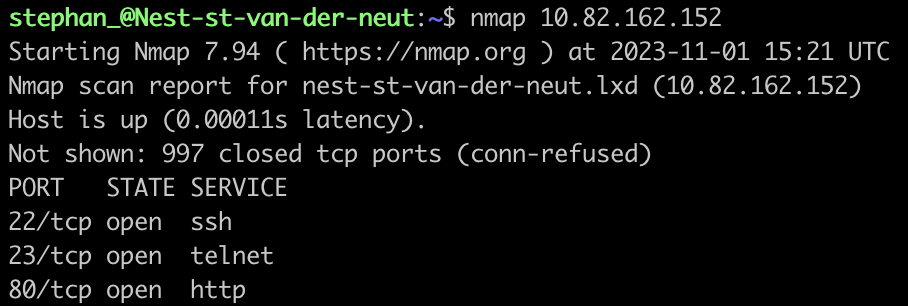 stephan_@Nest-st-van-der-neut:~$ nmap 10.82.162.152
Starting Nmap 7.94 ( https://nmap.org ) at 2023-11-01 15:21 UTC
Nmap scan report for nest-st-van-der-neut.lxd (10.82.162.152)
Host is up (0.00011s latency).
Not shown: 997 closed tcp ports (conn-refused)
PORT   STATE SERVICE
22/tcp open  ssh
23/tcp open  telnet
80/tcp open  http